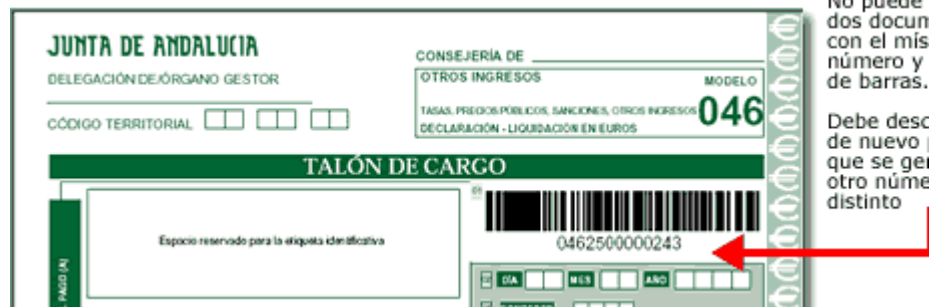 JUNTA DE ANDALUCIA
DELEGACIÓN DE/ÓRGANO GESTOR
CÓDIGO TERRITORIAL
CONSEJERÍA DE
OTROS INGRESOS
MODELO
TASAS, PRECIOS PÚBLICOS, SANCIONES, OTROS INGRESOS
046
DECLARACIÓN - LIQUIDACIÓN EN EUROS
TALÓN DE CARGO
Espacio reservado para la etiqueta identificativa
0462500000243
DÍA MES AÑO
PAGO (A)
No puede
dos docum
con el mis
número y
de barras.
Debe desc
de nuevo p
que se ger
otro núme
distinto